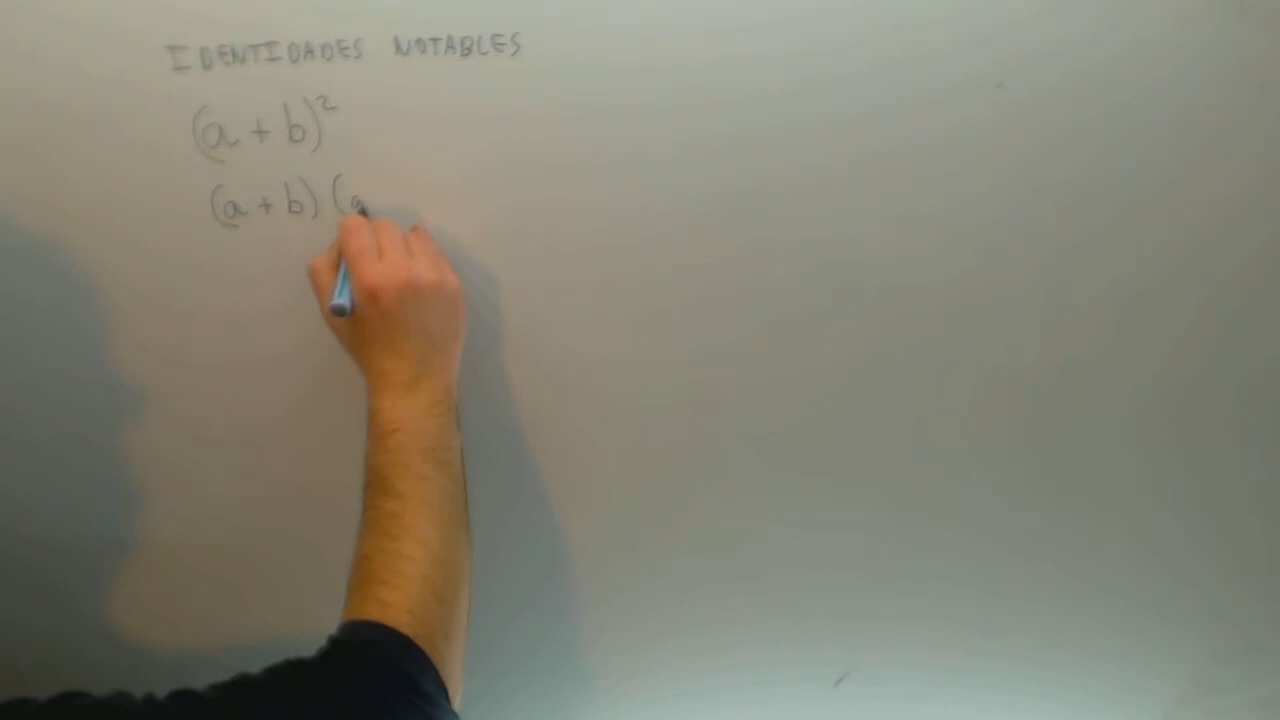 IDENTIDADES NOTABLES
(a + b)²
(a + b) (a